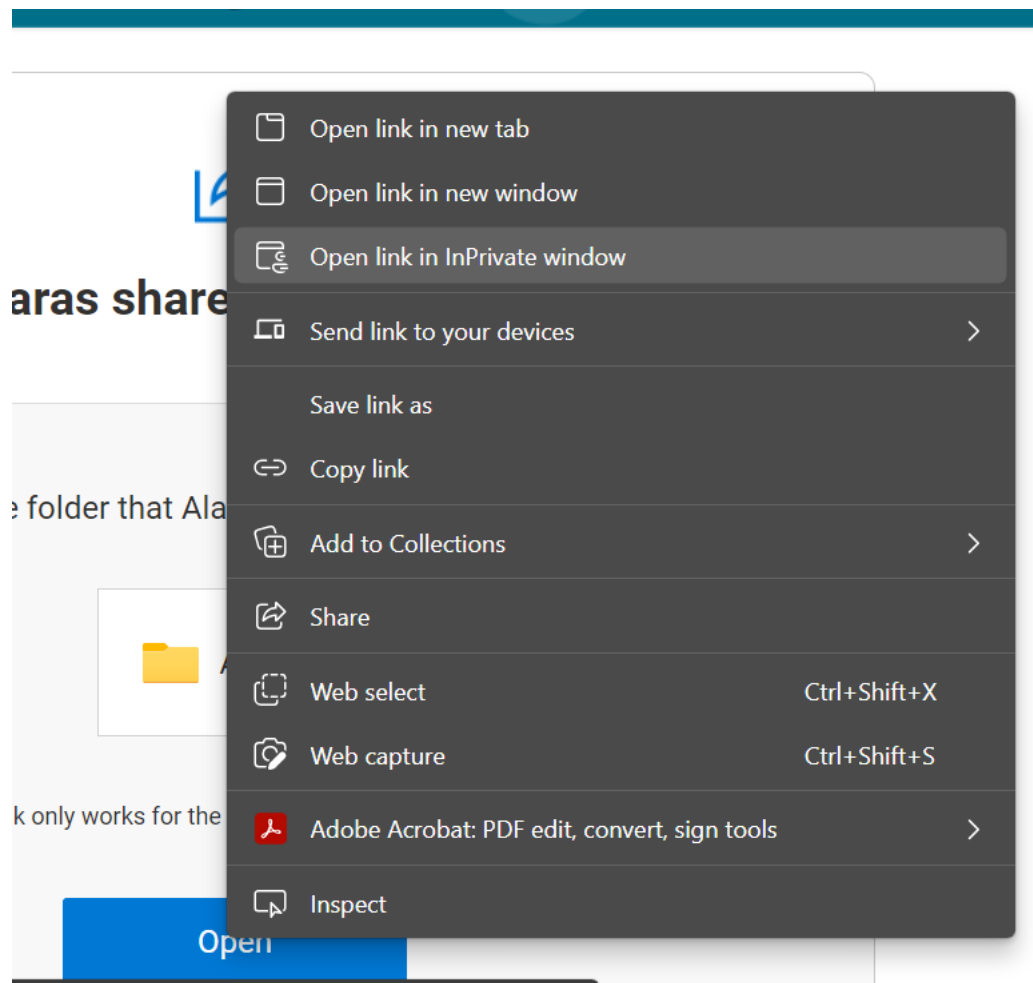 Open link in new tab
Open link in new window
Open link in InPrivate window
aras share
Send link to your devices
Save link as
Copy link
folder that Ala
Add to Collections
Share
A
Web select Ctrl+Shift+X
Web capture Ctrl+Shift+S
k only works for the
Adobe Acrobat: PDF edit, convert, sign tools
Inspect
Open